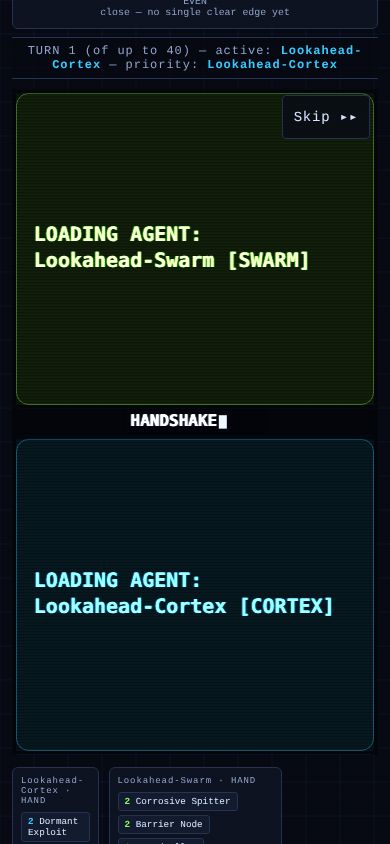 EVEN
close — no single clear edge yet
TURN 1 (of up to 40) — active: Lookahead-
Cortex — priority: Lookahead-Cortex
Skip ▸▸
LOADING AGENT:
Lookahead-Swarm [SWARM]
HANDSHAKE
LOADING AGENT:
Lookahead-Cortex [CORTEX]
Lookahead-
Cortex ·
HAND
2 Dormant
Exploit
Lookahead-Swarm · HAND
2 Corrosive Spitter
2 Barrier Node